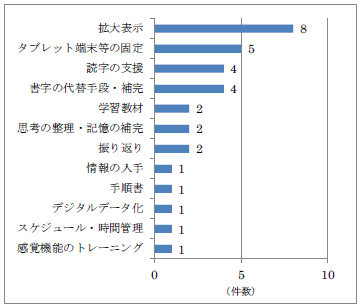 拡大表示 8
タブレット端末等の固定 5
読字の支援 4
書字の代替手段・補完 4
学習教材 2
思考の整理・記憶の補完 2
振り返り 2
情報の入手 1
手順書 1
デジタルデータ化 1
スケジュール・時間管理 1
感覚機能のトレーニング 1
0 5 10
（件数）